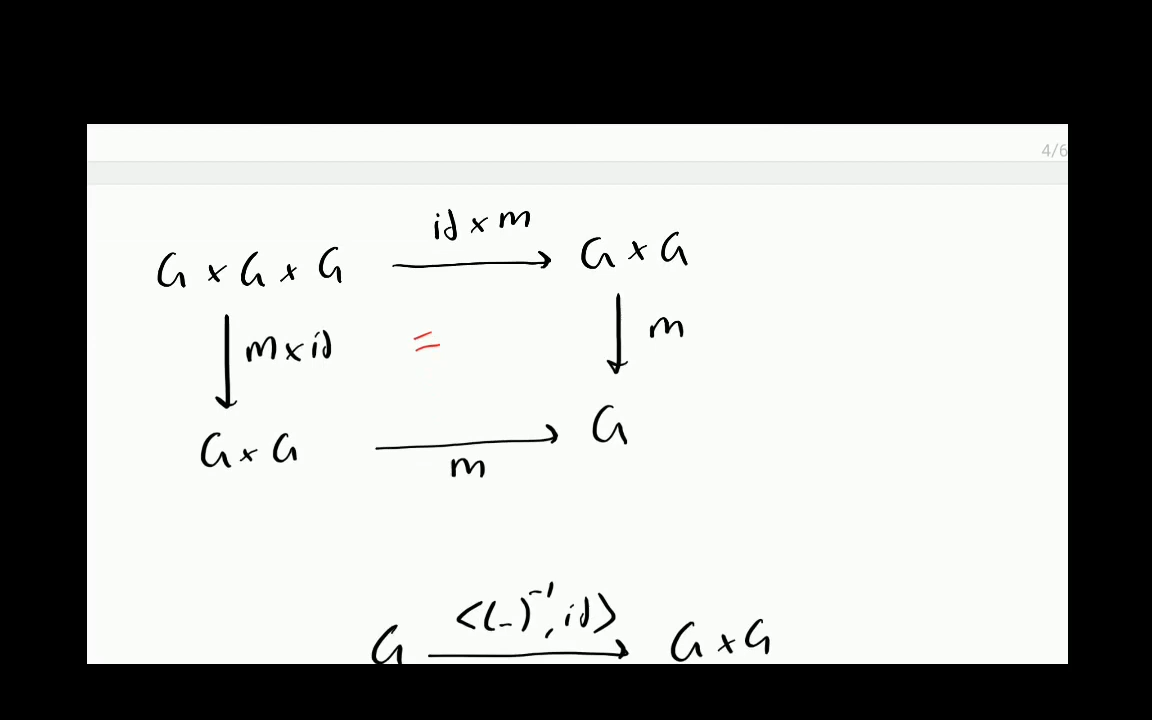 4/6
id × m
G × G × G → G × G
↓ m × id = ↓ m
G × G → G
m
<(-)⁻¹, id>
G → G × G